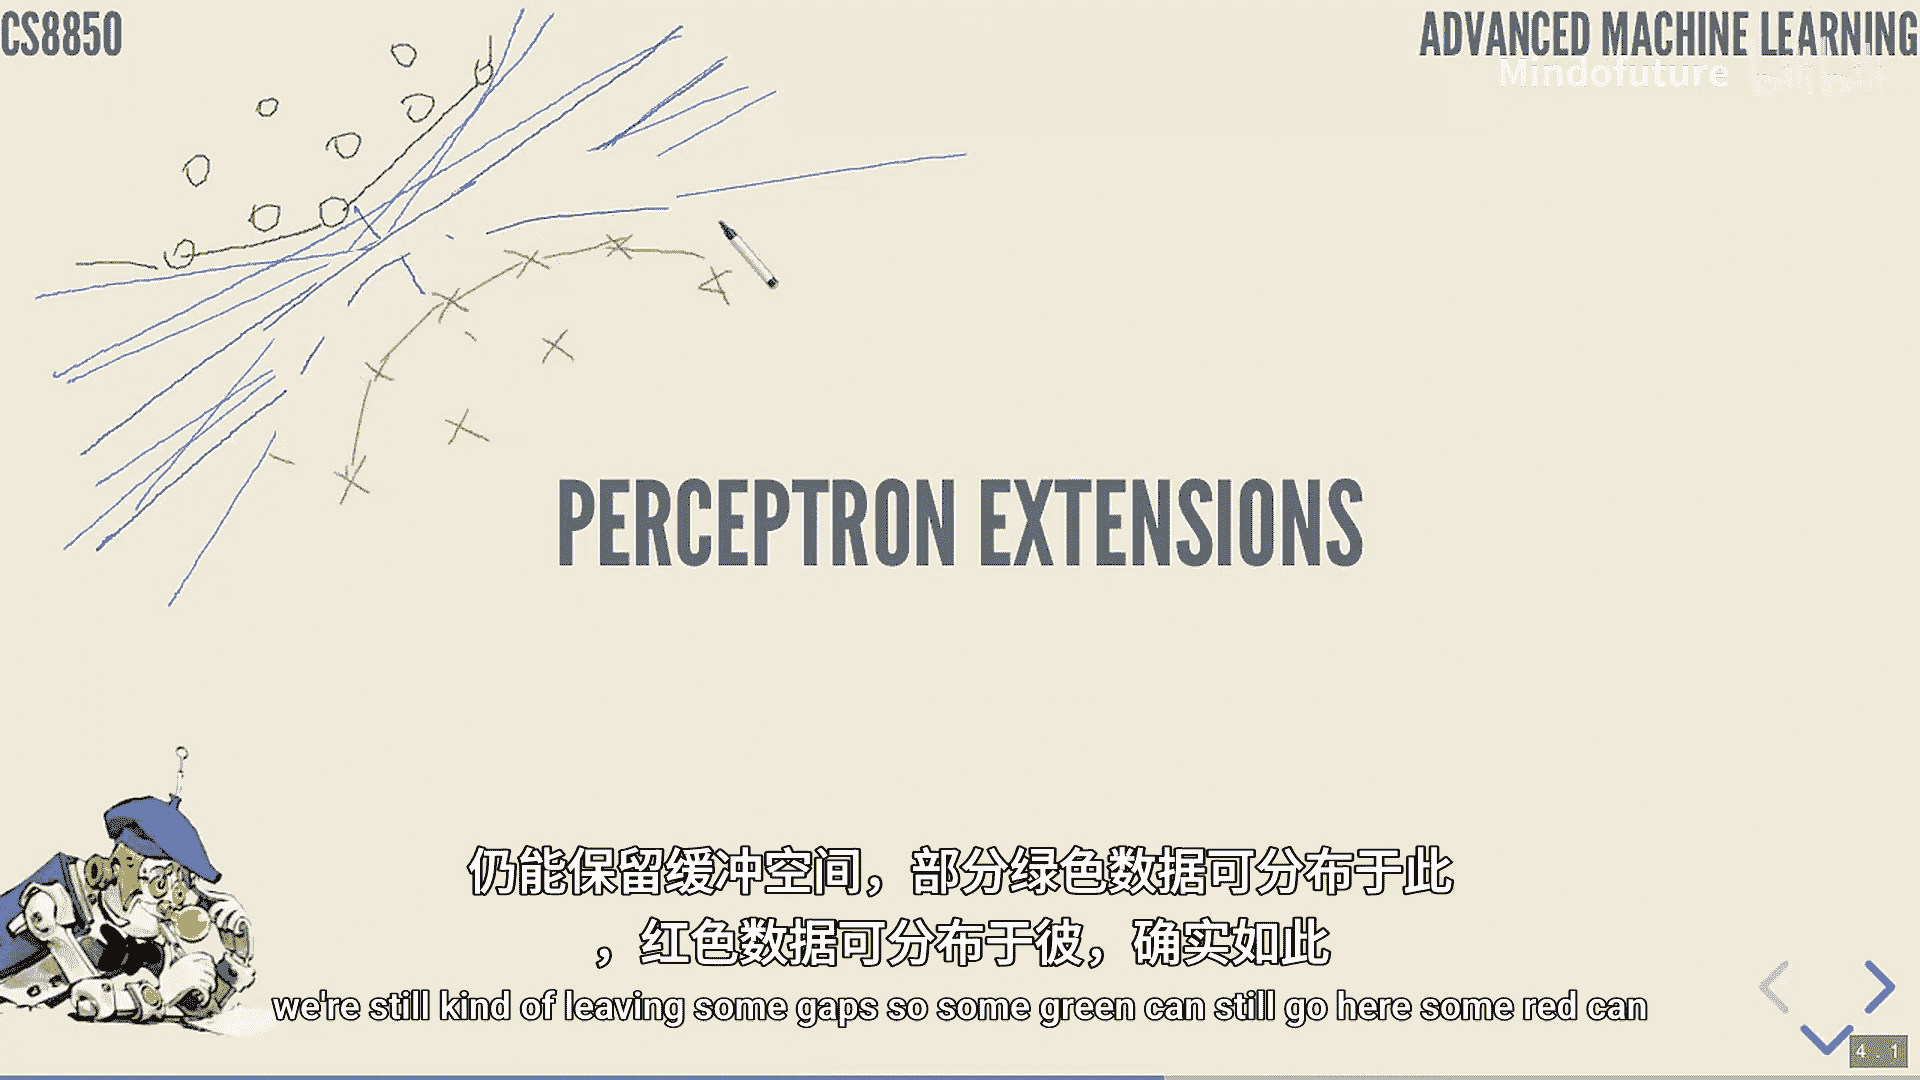 CS8850
ADVANCED MACHINE LEARNING
Mindofuture
PERCEPTRON EXTENSIONS
仍能保留缓冲空间，部分绿色数据可分布于此
，红色数据可分布于彼，确实如此
we're still kind of leaving some gaps so some green can still go here some red can
4.1